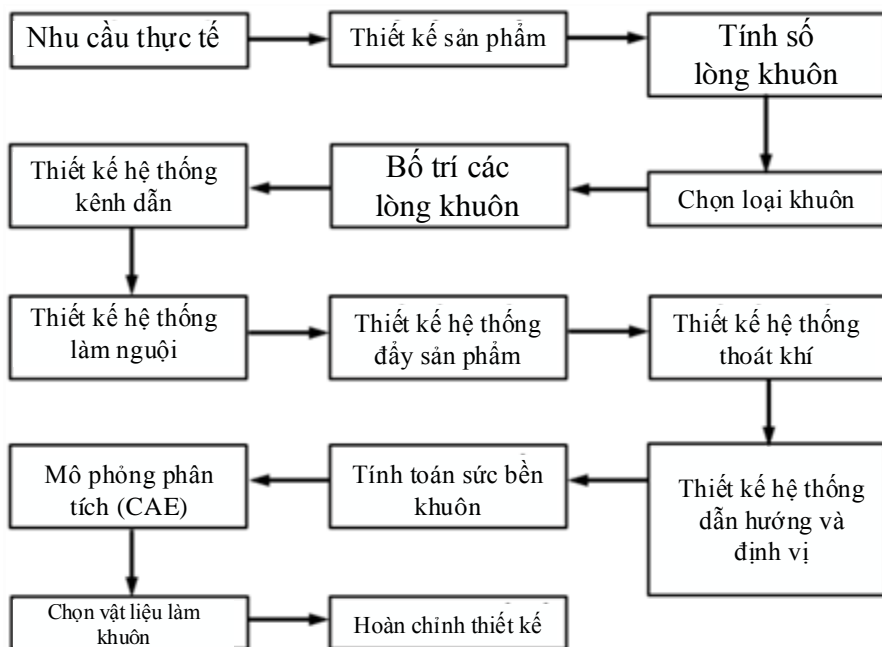 Nhu cầu thực tế
Thiết kế sản phẩm
Tính số
lòng khuôn
Chọn loại khuôn
Bố trí các
lòng khuôn
Thiết kế hệ thống
kênh dẫn
Thiết kế hệ thống
làm nguội
Thiết kế hệ thống
đẩy sản phẩm
Thiết kế hệ thống
thoát khí
Thiết kế hệ thống
dẫn hướng và
định vị
Tính toán sức bền
khuôn
Mô phỏng phân
tích (CAE)
Chọn vật liệu làm
khuôn
Hoàn chỉnh thiết kế